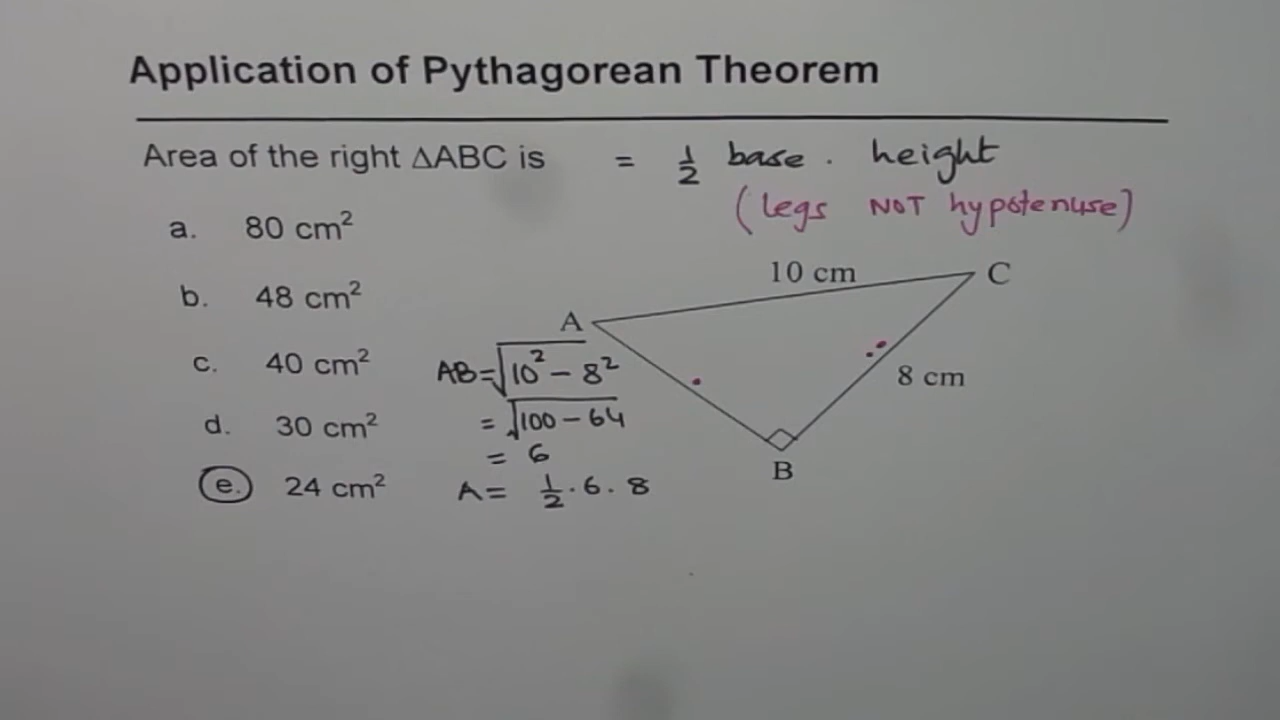 Application of Pythagorean Theorem
Area of the right ΔABC is = 1/2 base . height
(legs NOT hypotenuse)
a. 80 cm²
b. 48 cm²
c. 40 cm²
d. 30 cm²
e. 24 cm²
10 cm
C
A
8 cm
B
AB=√10² - 8²
= √100 - 64
= 6
A = 1/2 . 6 . 8